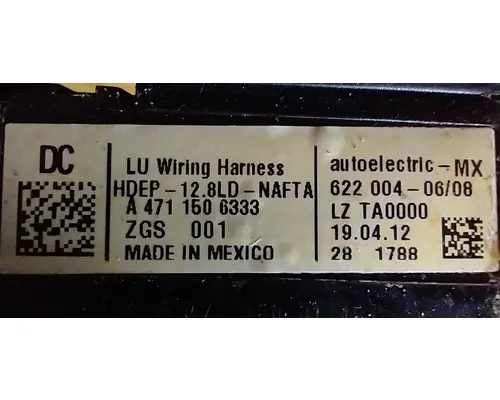 DC
LU Wiring Harness
HDEP-12.8LD-NAFTA
A 471 150 6333
ZGS 001
MADE IN MEXICO
autoelectric-MX
622 004-06/08
LZ TA0000
19.04.12
28 1788